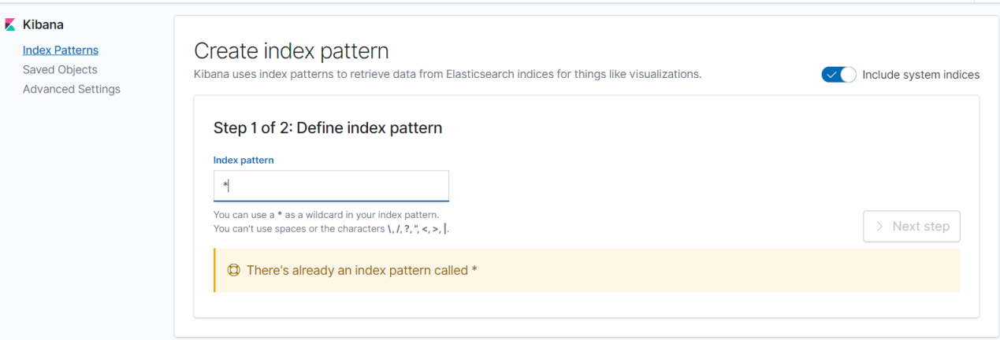 Kibana
Index Patterns
Saved Objects
Advanced Settings
Create index pattern
Kibana uses index patterns to retrieve data from Elasticsearch indices for things like visualizations.
Include system indices
Step 1 of 2: Define index pattern
Index pattern
*
You can use a * as a wildcard in your index pattern.
You can't use spaces or the characters \, /, ?, ", <, >, |.
Next step
There's already an index pattern called *